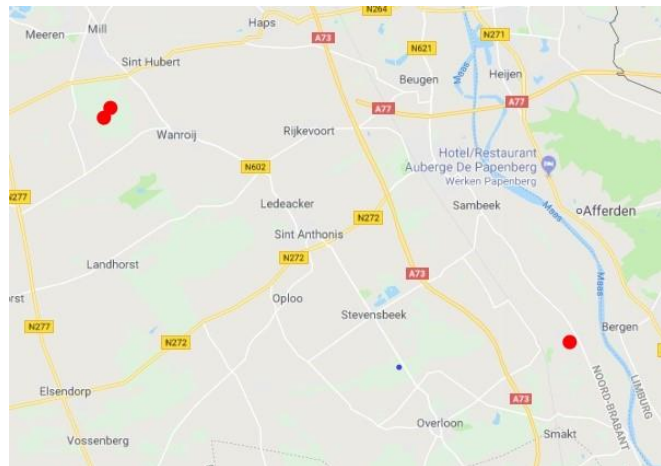 N264
Haps
Meeren
Mill
A73
N621
N271
Sint Hubert
Maas
Heijen
Beugen
A77
A77
Wanroij
Rijkevoort
Hotel/Restaurant
Auberge De Papenberg
Werken Papenberg
N602
N277
Ledeacker
Sambeek
Maas
Afferden
N272
Sint Anthonis
N272
Landhorst
A73
Maas
rst
Oploo
Stevensbeek
N277
Bergen
N272
NOORD-BRABANT
LIMBURG
Elsendorp
A73
Overloon
Smakt
Vossenberg